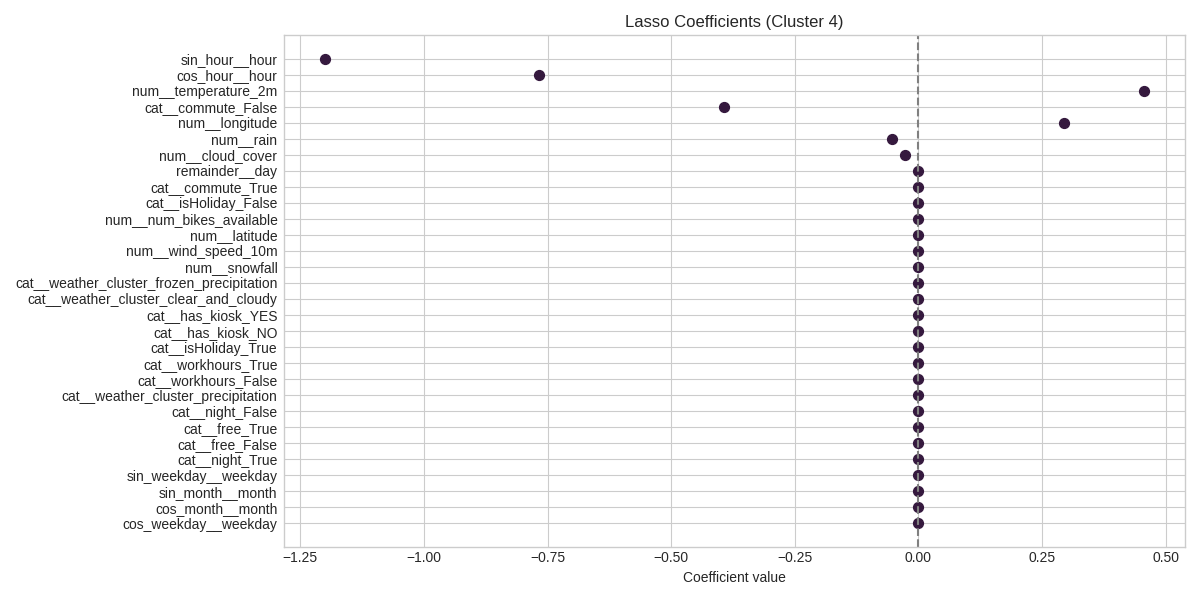 Lasso Coefficients (Cluster 4)
sin_hour__hour
cos_hour__hour
num__temperature_2m
cat__commute_False
num__longitude
num__rain
num__cloud_cover
remainder__day
cat__commute_True
cat__isHoliday_False
num__num_bikes_available
num__latitude
num__wind_speed_10m
num__snowfall
cat__weather_cluster_frozen_precipitation
cat__weather_cluster_clear_and_cloudy
cat__has_kiosk_YES
cat__has_kiosk_NO
cat__isHoliday_True
cat__workhours_True
cat__workhours_False
cat__weather_cluster_precipitation
cat__night_False
cat__free_True
cat__free_False
cat__night_True
sin_weekday__weekday
sin_month__month
cos_month__month
cos_weekday__weekday
−1.25 −1.00 −0.75 −0.50 −0.25 0.00 0.25 0.50
Coefficient value